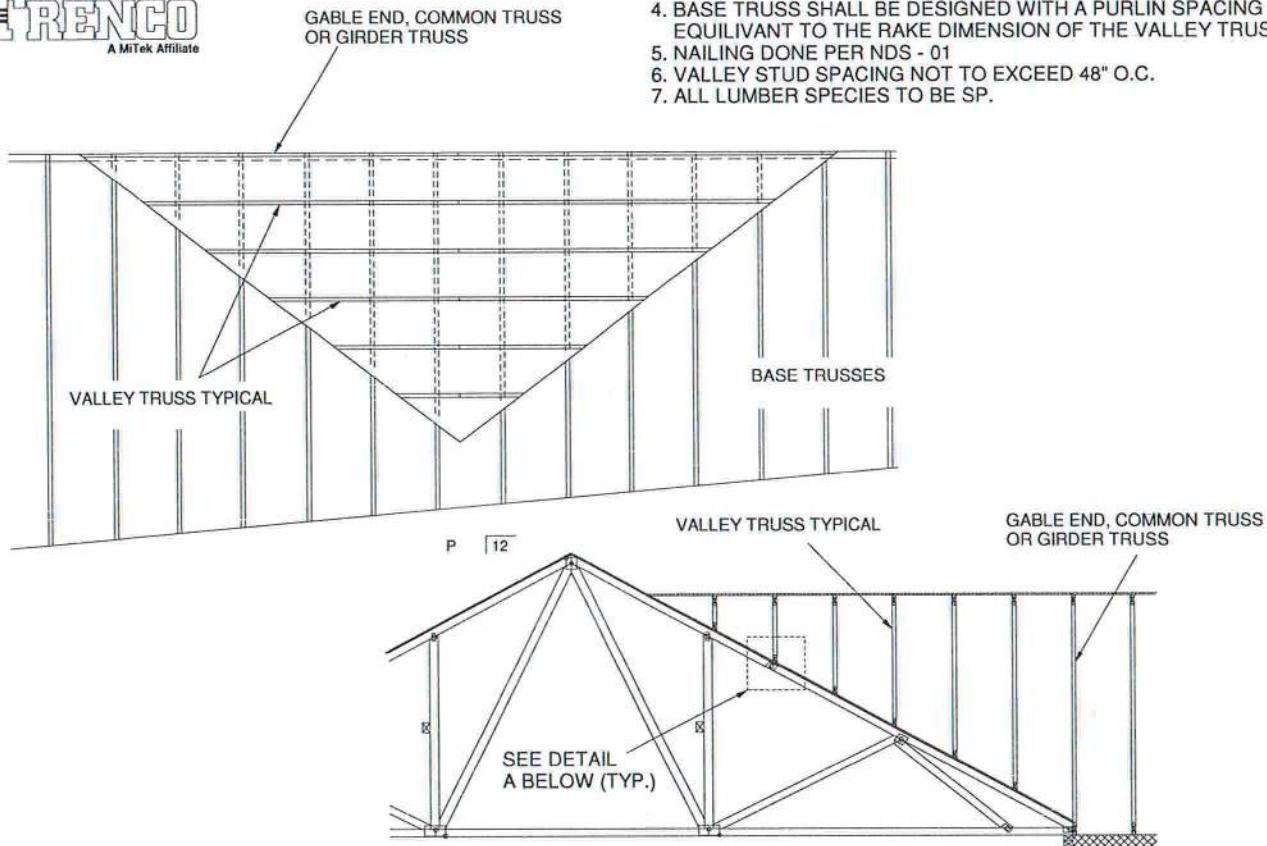 TRENCO
A MiTek Affiliate
GABLE END, COMMON TRUSS
OR GIRDER TRUSS
4. BASE TRUSS SHALL BE DESIGNED WITH A PURLIN SPACING
EQUILIVANT TO THE RAKE DIMENSION OF THE VALLEY TRUS
5. NAILING DONE PER NDS - 01
6. VALLEY STUD SPACING NOT TO EXCEED 48" O.C.
7. ALL LUMBER SPECIES TO BE SP.
VALLEY TRUSS TYPICAL
BASE TRUSSES
P 12
VALLEY TRUSS TYPICAL
GABLE END, COMMON TRUSS
OR GIRDER TRUSS
SEE DETAIL
A BELOW (TYP.)